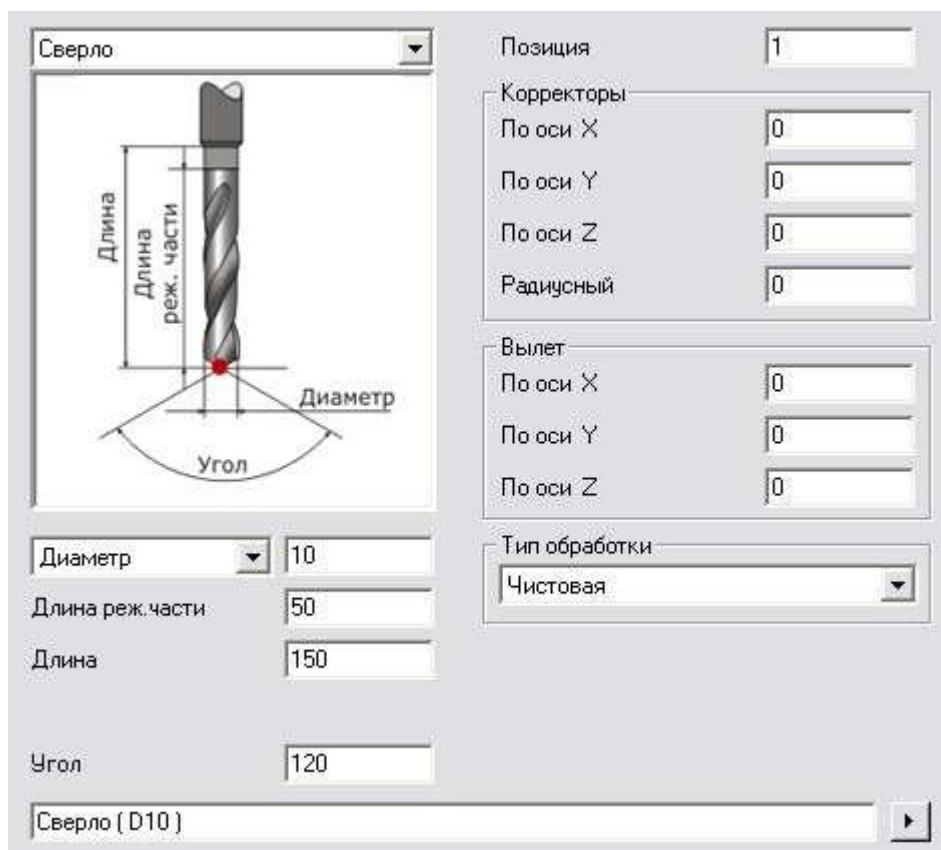 Сверло
Длина
Длина
реж. части
Диаметр
Угол
Диаметр 10
Длина реж.части 50
Длина 150
Угол 120
Позиция 1
Корректоры
По оси X 0
По оси Y 0
По оси Z 0
Радиусный 0
Вылет
По оси X 0
По оси Y 0
По оси Z 0
Тип обработки
Чистовая
Сверло ( D10 )